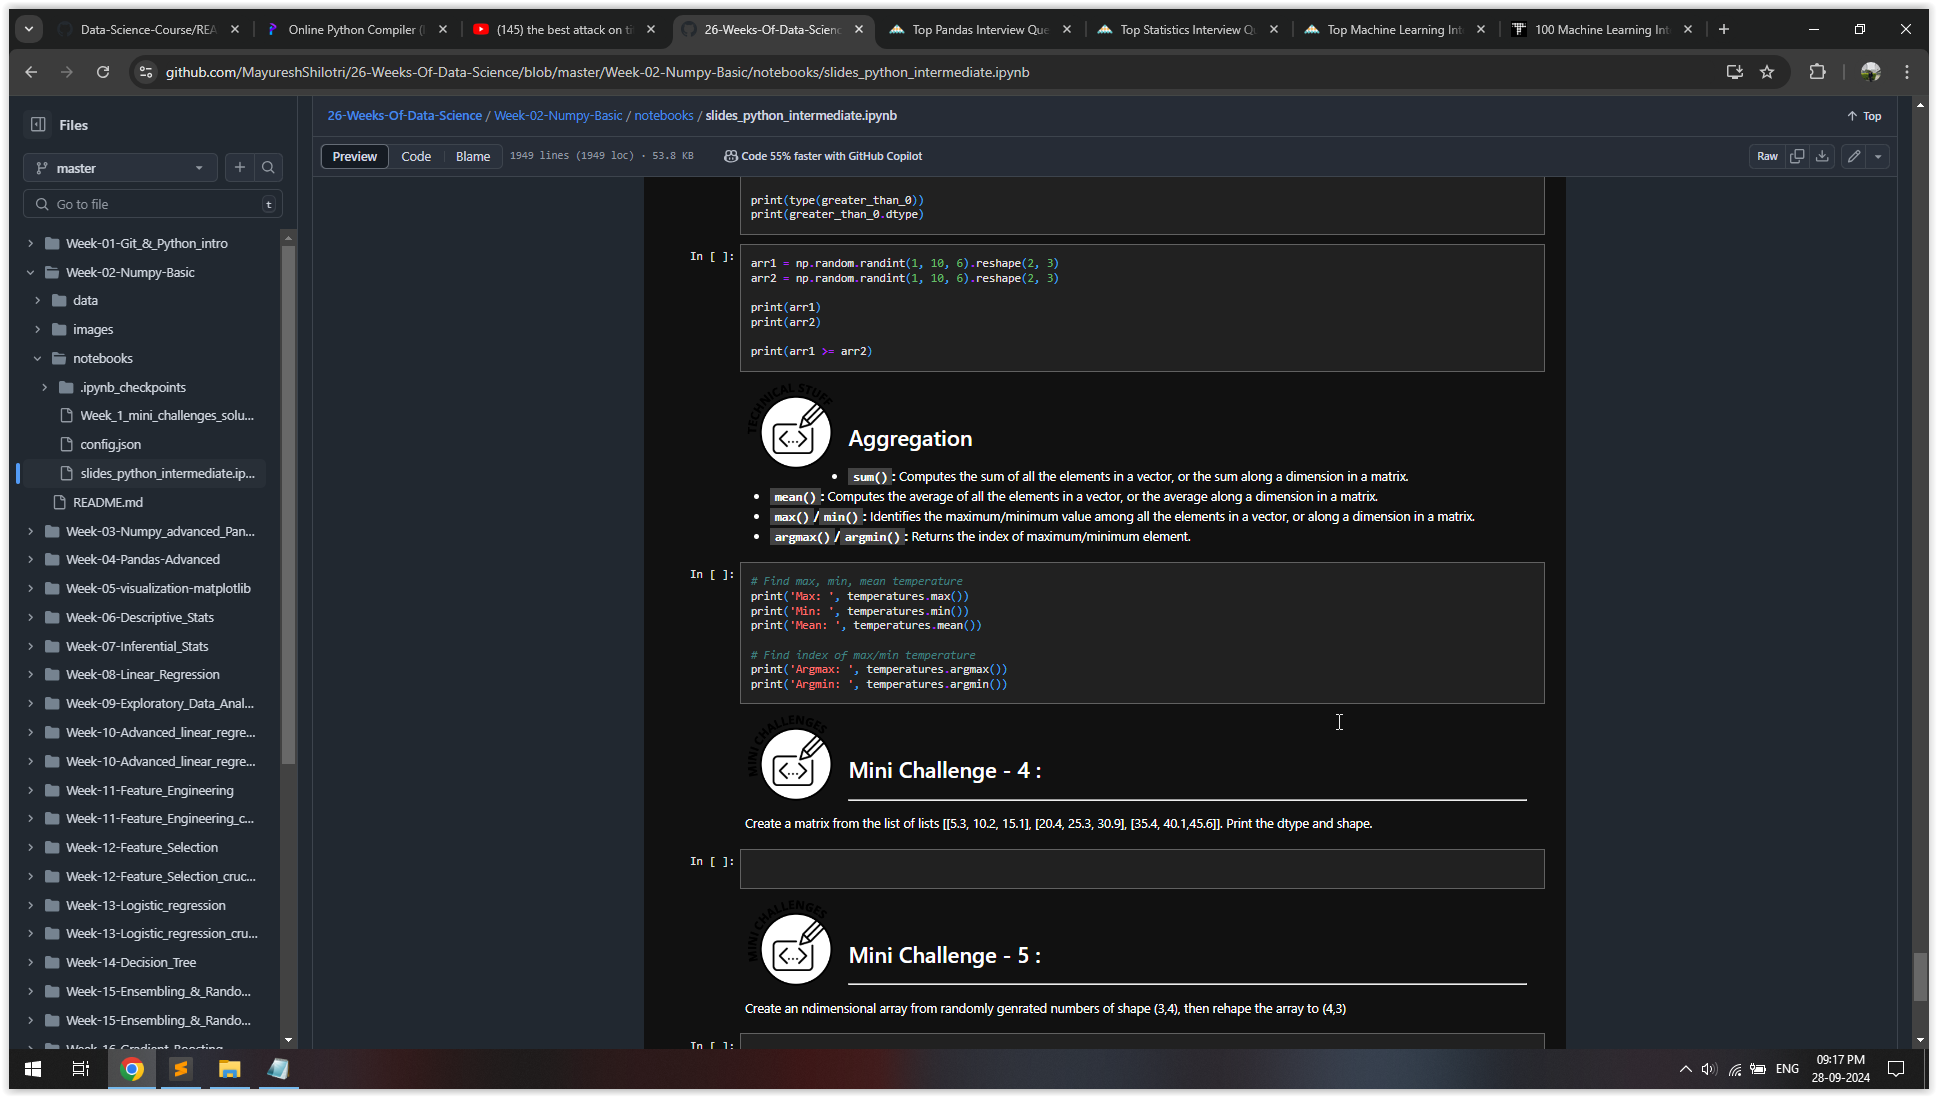 Data-Science-Course/REA
Online Python Compiler (I
(145) the best attack on ti
26-Weeks-Of-Data-Scienc
Top Pandas Interview Que
Top Statistics Interview Qu
Top Machine Learning Int
100 Machine Learning Int
github.com/MayureshShilotri/26-Weeks-Of-Data-Science/blob/master/Week-02-Numpy-Basic/notebooks/slides_python_intermediate.ipynb
Files
master
Go to file
t
Week-01-Git_&_Python_intro
Week-02-Numpy-Basic
data
images
notebooks
.ipynb_checkpoints
Week_1_mini_challenges_solu...
config.json
slides_python_intermediate.ip...
README.md
Week-03-Numpy_advanced_Pan...
Week-04-Pandas-Advanced
Week-05-visualization-matplotlib
Week-06-Descriptive_Stats
Week-07-Inferential_Stats
Week-08-Linear_Regression
Week-09-Exploratory_Data_Anal...
Week-10-Advanced_linear_regre...
Week-10-Advanced_linear_regre...
Week-11-Feature_Engineering
Week-11-Feature_Engineering_c...
Week-12-Feature_Selection
Week-12-Feature_Selection_cruc...
Week-13-Logistic_regression
Week-13-Logistic_regression_cru...
Week-14-Decision_Tree
Week-15-Ensembling_&_Rando...
Week-15-Ensembling_&_Rando...
Week-16-Gradient_Boosting
26-Weeks-Of-Data-Science / Week-02-Numpy-Basic / notebooks / slides_python_intermediate.ipynb
Top
Preview Code Blame 1949 lines (1949 loc) · 53.8 KB Code 55% faster with GitHub Copilot
Raw
print(type(greater_than_0))
print(greater_than_0.dtype)
In [ ]:
arr1 = np.random.randint(1, 10, 6).reshape(2, 3)
arr2 = np.random.randint(1, 10, 6).reshape(2, 3)
print(arr1)
print(arr2)
print(arr1 >= arr2)
TECHNICAL STUFF
Aggregation
• sum() : Computes the sum of all the elements in a vector, or the sum along a dimension in a matrix.
• mean() : Computes the average of all the elements in a vector, or the average along a dimension in a matrix.
• max() / min() : Identifies the maximum/minimum value among all the elements in a vector, or along a dimension in a matrix.
• argmax() / argmin() : Returns the index of maximum/minimum element.
In [ ]:
# Find max, min, mean temperature
print('Max: ', temperatures.max())
print('Min: ', temperatures.min())
print('Mean: ', temperatures.mean())
# Find index of max/min temperature
print('Argmax: ', temperatures.argmax())
print('Argmin: ', temperatures.argmin())
MINI CHALLENGES
Mini Challenge - 4 :
Create a matrix from the list of lists [[5.3, 10.2, 15.1], [20.4, 25.3, 30.9], [35.4, 40.1,45.6]]. Print the dtype and shape.
In [ ]:
MINI CHALLENGES
Mini Challenge - 5 :
Create an ndimensional array from randomly genrated numbers of shape (3,4), then rehape the array to (4,3)
In [ ]:
ENG
09:17 PM
28-09-2024